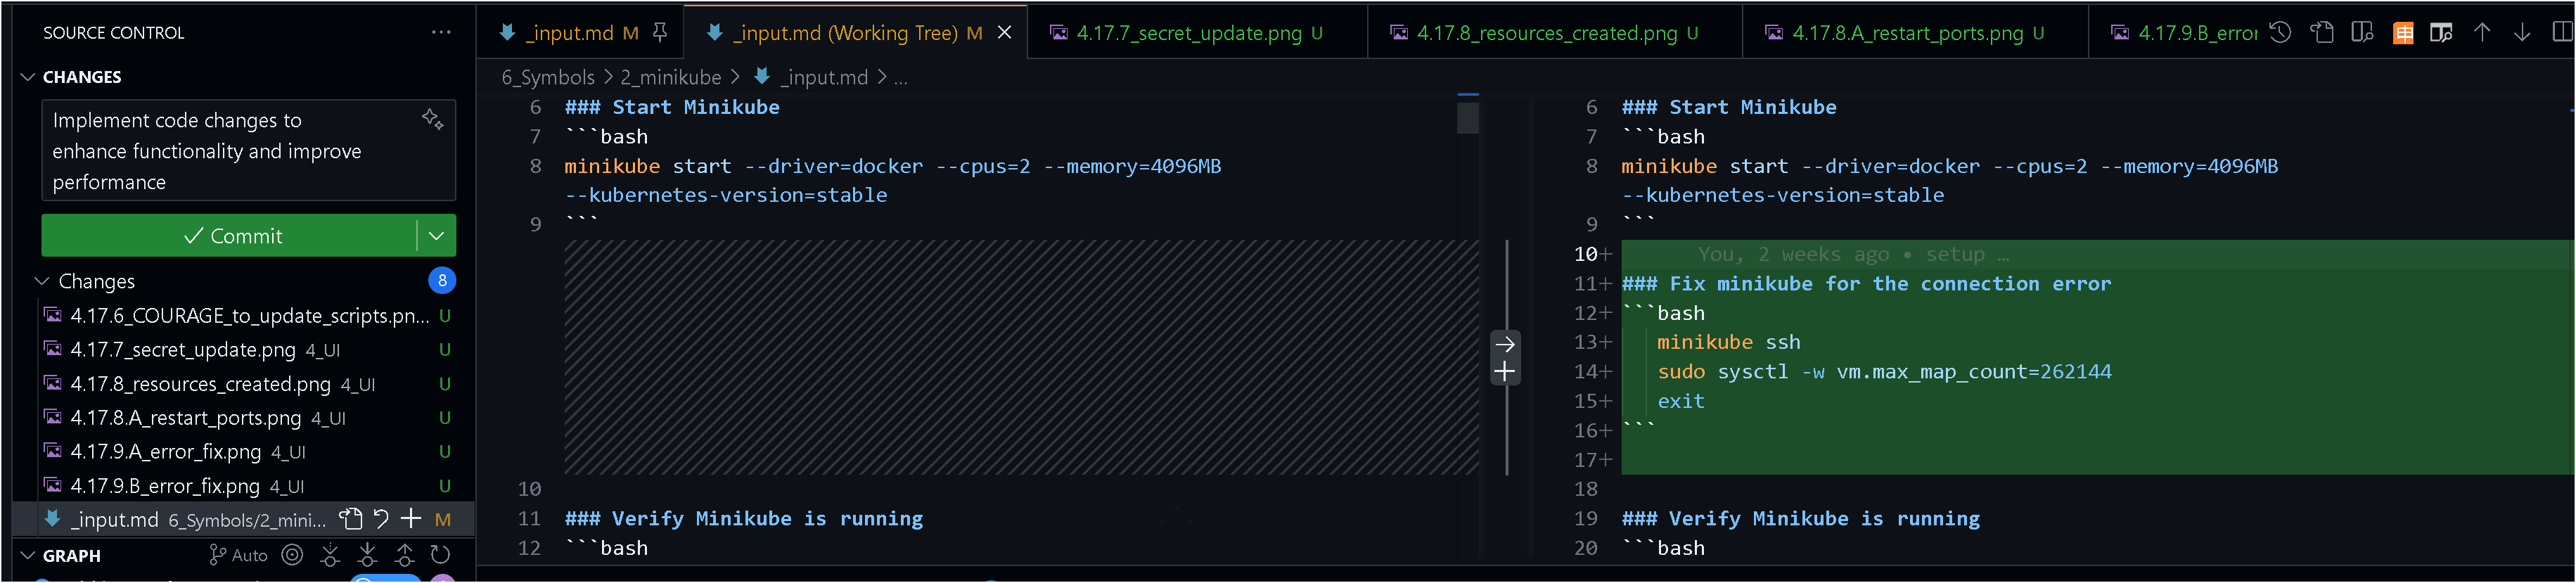 SOURCE CONTROL
CHANGES
Implement code changes to
enhance functionality and improve
performance
Commit
Changes 8
4.17.6_COURAGE_to_update_scripts.pn... U
4.17.7_secret_update.png 4_UI U
4.17.8_resources_created.png 4_UI U
4.17.8.A_restart_ports.png 4_UI U
4.17.9.A_error_fix.png 4_UI U
4.17.9.B_error_fix.png 4_UI U
_input.md 6_Symbols/2_mini... M
GRAPH Auto
_input.md M
_input.md (Working Tree) M
4.17.7_secret_update.png U
4.17.8_resources_created.png U
4.17.8.A_restart_ports.png U
4.17.9.B_error
6_Symbols > 2_minikube > _input.md > ...
6 ### Start Minikube
7 ```bash
8 minikube start --driver=docker --cpus=2 --memory=4096MB
--kubernetes-version=stable
9 ```
10
11 ### Verify Minikube is running
12 ```bash
6 ### Start Minikube
7 ```bash
8 minikube start --driver=docker --cpus=2 --memory=4096MB
--kubernetes-version=stable
9 ```
10+ You, 2 weeks ago • setup …
11+ ### Fix minikube for the connection error
12+ ```bash
13+ minikube ssh
14+ sudo sysctl -w vm.max_map_count=262144
15+ exit
16+ ```
17+
18
19 ### Verify Minikube is running
20 ```bash